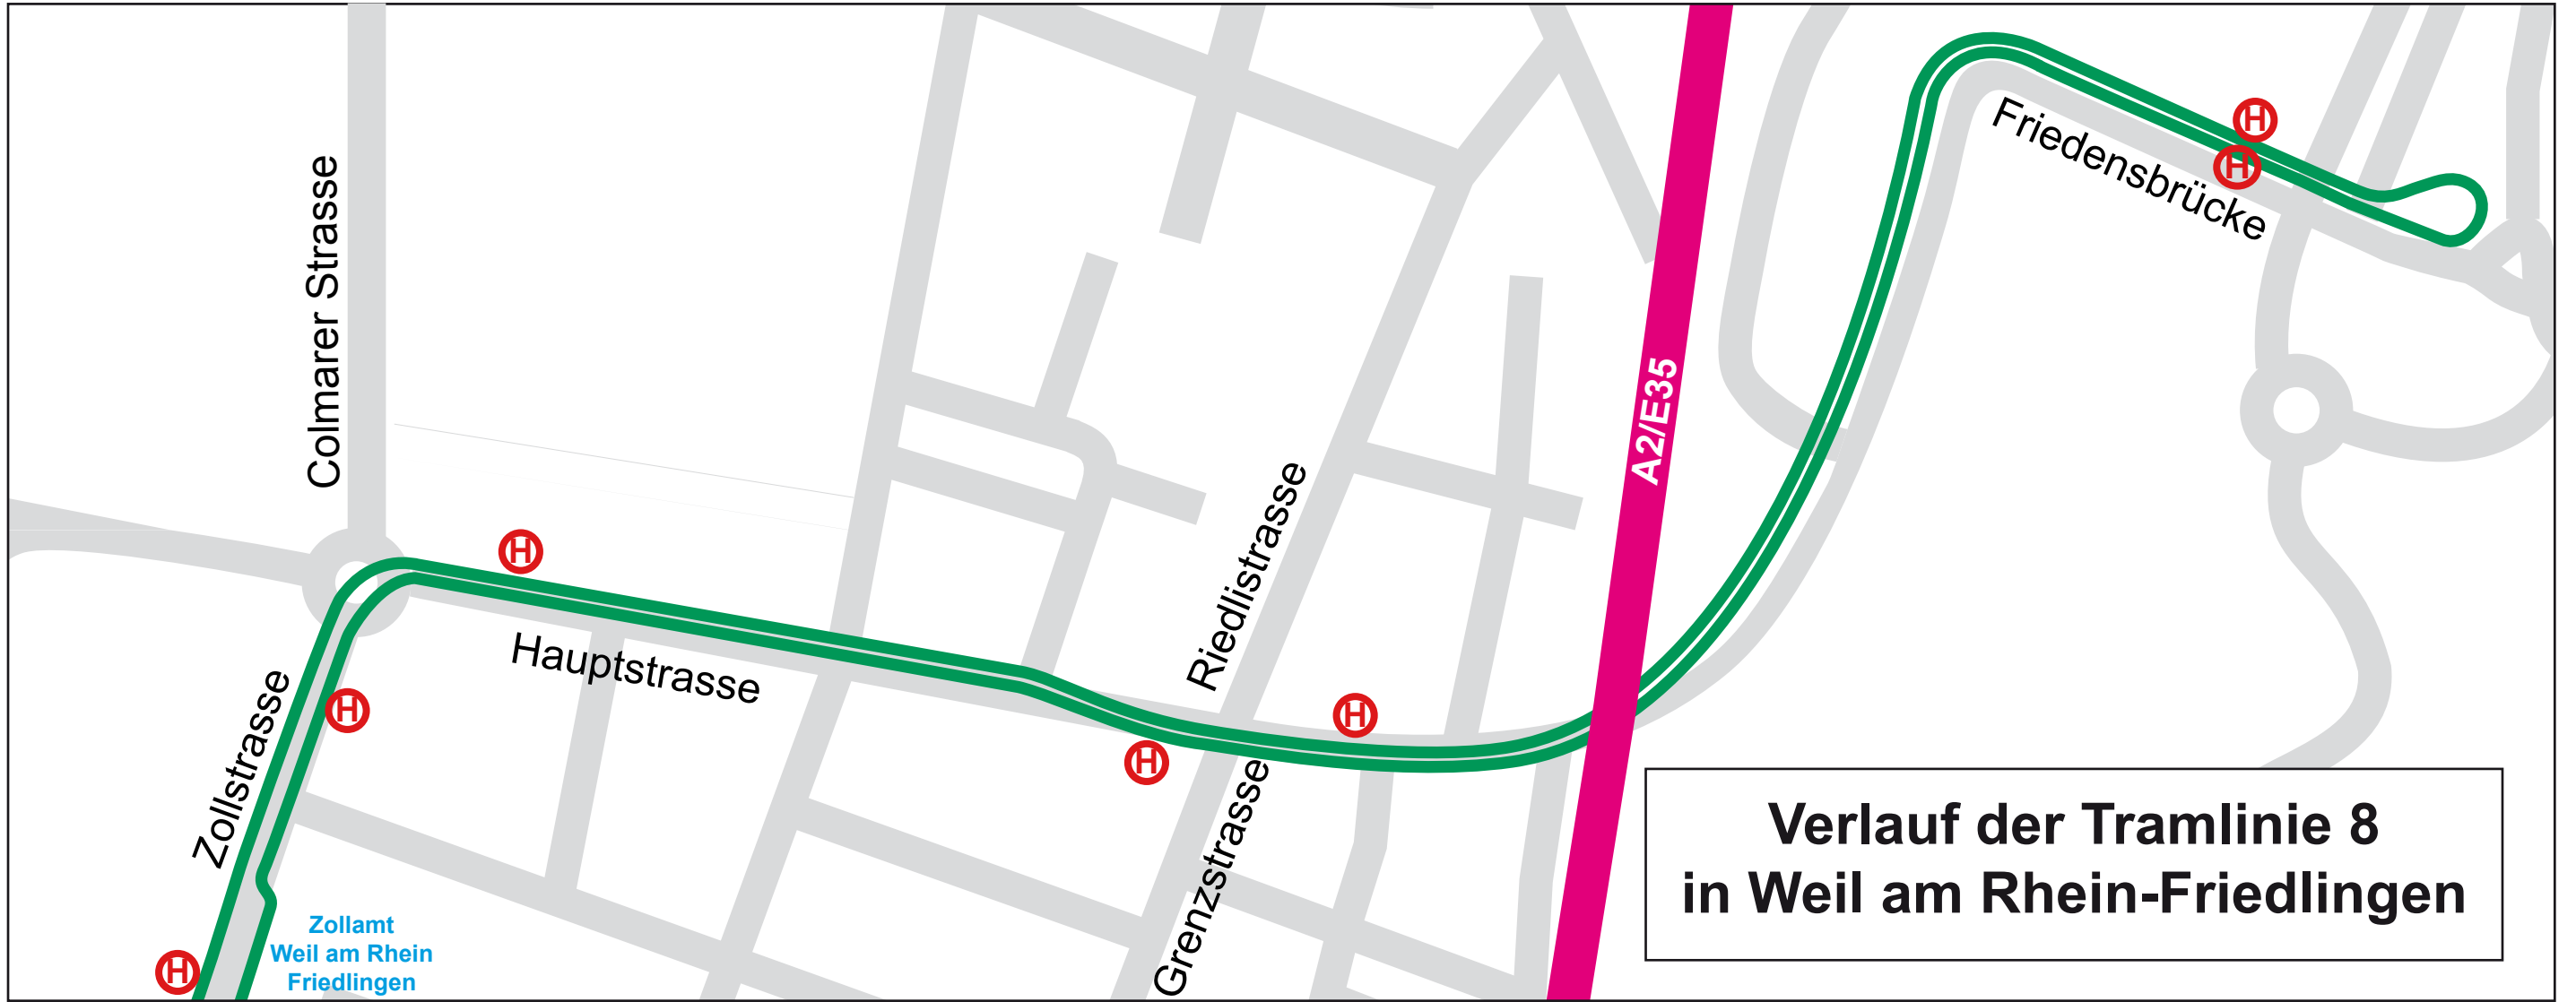 Colmarer Strasse
Friedensbrücke
H
H
A2/E35
H
Hauptstrasse
Riedlistrasse
H
Zollstrasse
H
H
Grenzstrasse
H
Zollamt
Weil am Rhein
Friedlingen
Verlauf der Tramlinie 8
in Weil am Rhein-Friedlingen